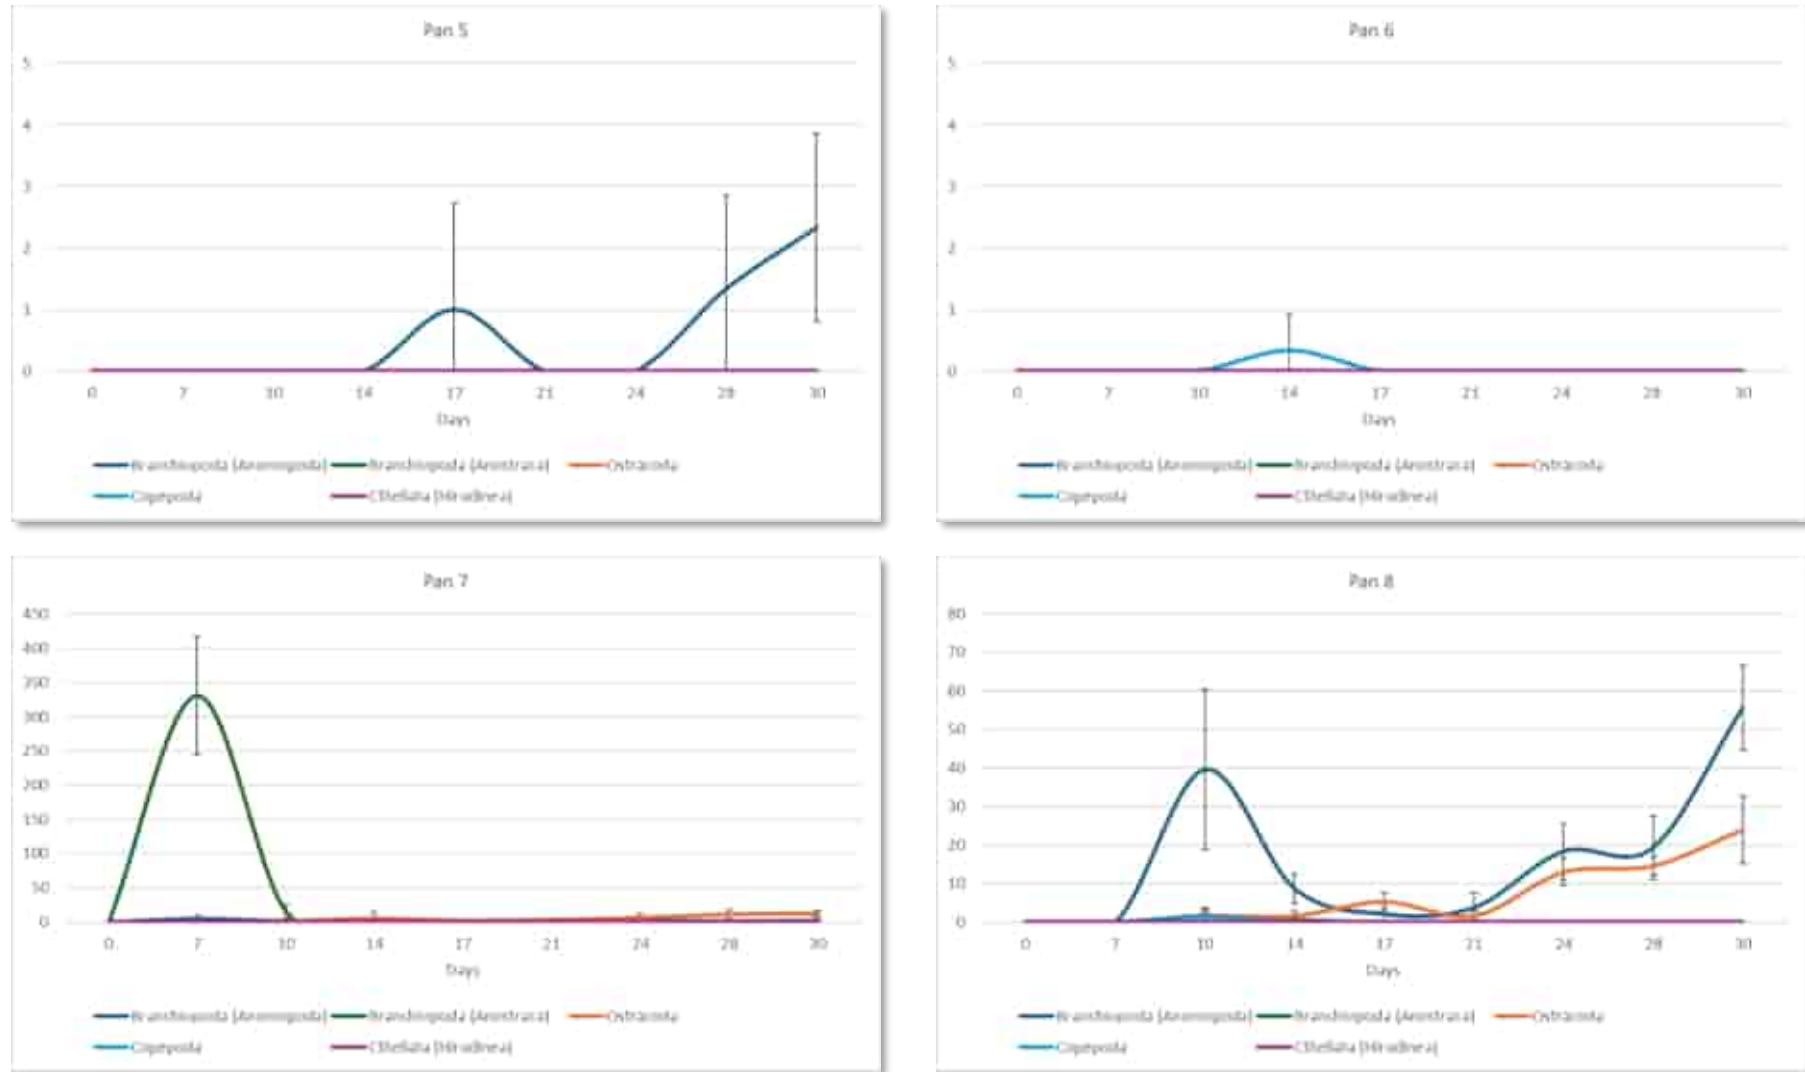 Pan 5
5
4
3
2
1
0
0 7 10 14 17 21 24 28 30
Days
Branchiopoda (Anomopoda) Branchiopoda (Anostraca) Ostracoda
Copepoda Clitellata (Hirudinea)
Pan 6
5
4
3
2
1
0
0 7 10 14 17 21 24 28 30
Days
Branchiopoda (Anomopoda) Branchiopoda (Anostraca) Ostracoda
Copepoda Clitellata (Hirudinea)
Pan 7
450
400
350
300
250
200
150
100
50
0
0 7 10 14 17 21 24 28 30
Days
Branchiopoda (Anomopoda) Branchiopoda (Anostraca) Ostracoda
Copepoda Clitellata (Hirudinea)
Pan 8
80
70
60
50
40
30
20
10
0
0 7 10 14 17 21 24 28 30
Days
Branchiopoda (Anomopoda) Branchiopoda (Anostraca) Ostracoda
Copepoda Clitellata (Hirudinea)